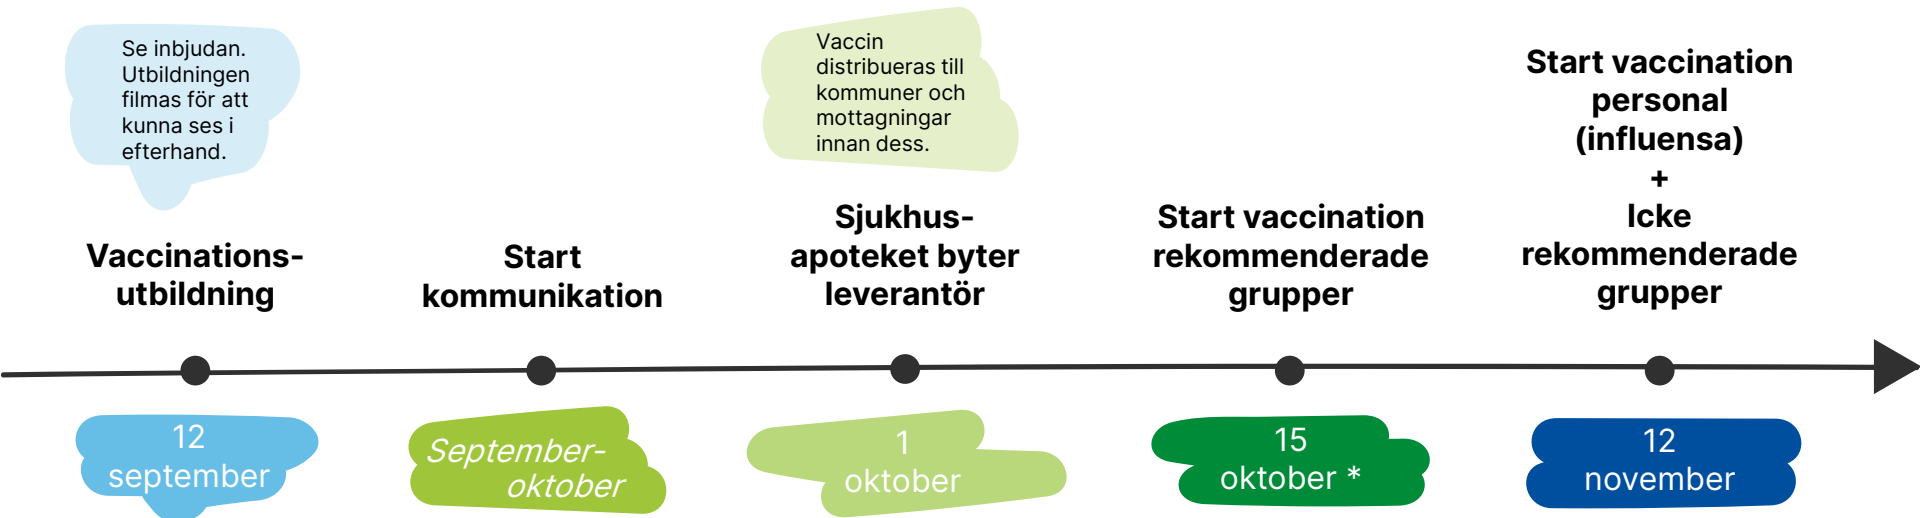 Se inbjudan.
Utbildningen
filmas för att
kunna ses i
efterhand.
Vaccinations-
utbildning
12
september
Start
kommunikation
September-
oktober
Vaccin
distribueras till
kommuner och
mottagningar
innan dess.
Sjukhus-
apoteket byter
leverantör
1
oktober
Start vaccination
rekommenderade
grupper
15
oktober *
Start vaccination
personal
(influensa)
+
Icke
rekommenderade
grupper
12
november